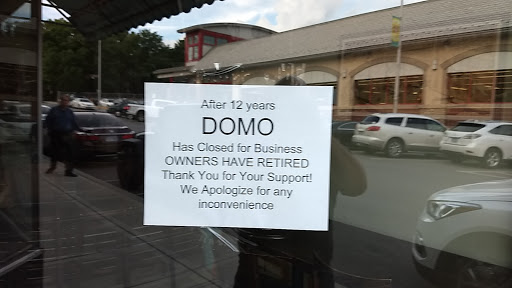 After 12 years
DOMO
Has Closed for Business
OWNERS HAVE RETIRED
Thank You for Your Support!
We Apologize for any
inconvenience